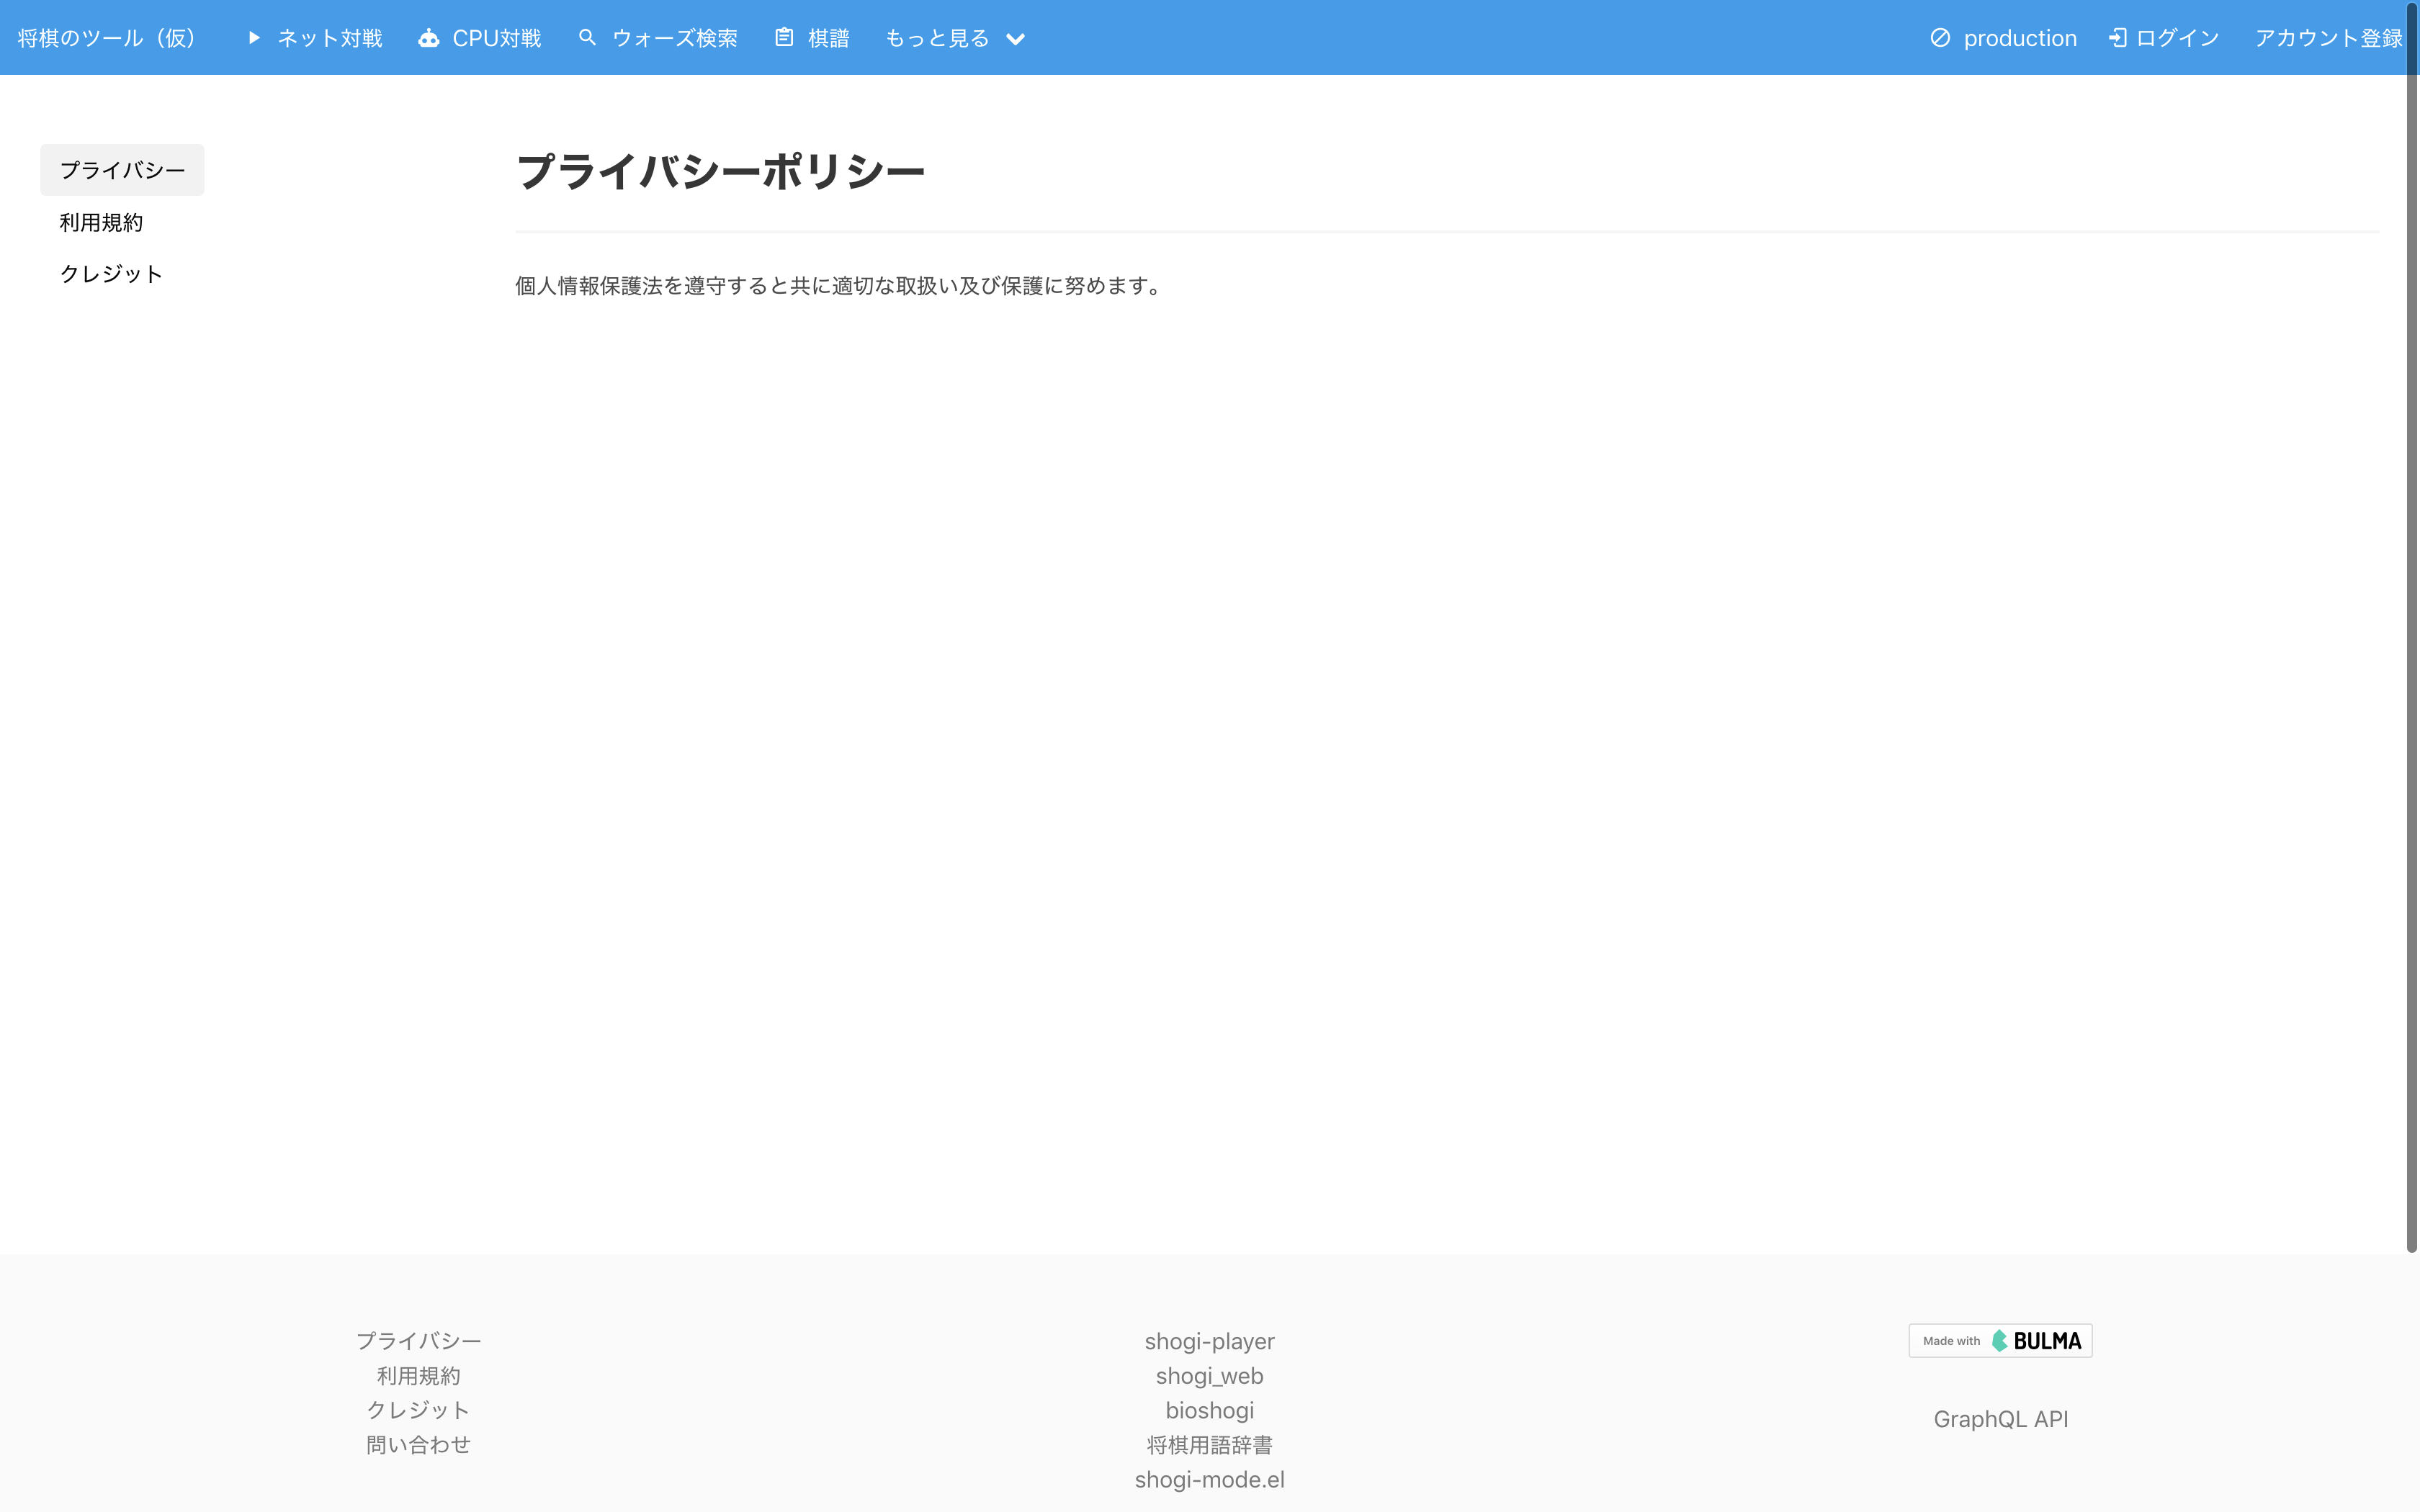 将棋のツール（仮） ネット対戦 CPU対戦 ウォーズ検索 棋譜 もっと見る production ログイン アカウント登録
プライバシー
利用規約
クレジット
プライバシーポリシー
個人情報保護法を遵守すると共に適切な取扱い及び保護に努めます。
プライバシー
利用規約
クレジット
問い合わせ
shogi-player
shogi_web
bioshogi
将棋用語辞書
shogi-mode.el
Made with BULMA
GraphQL API